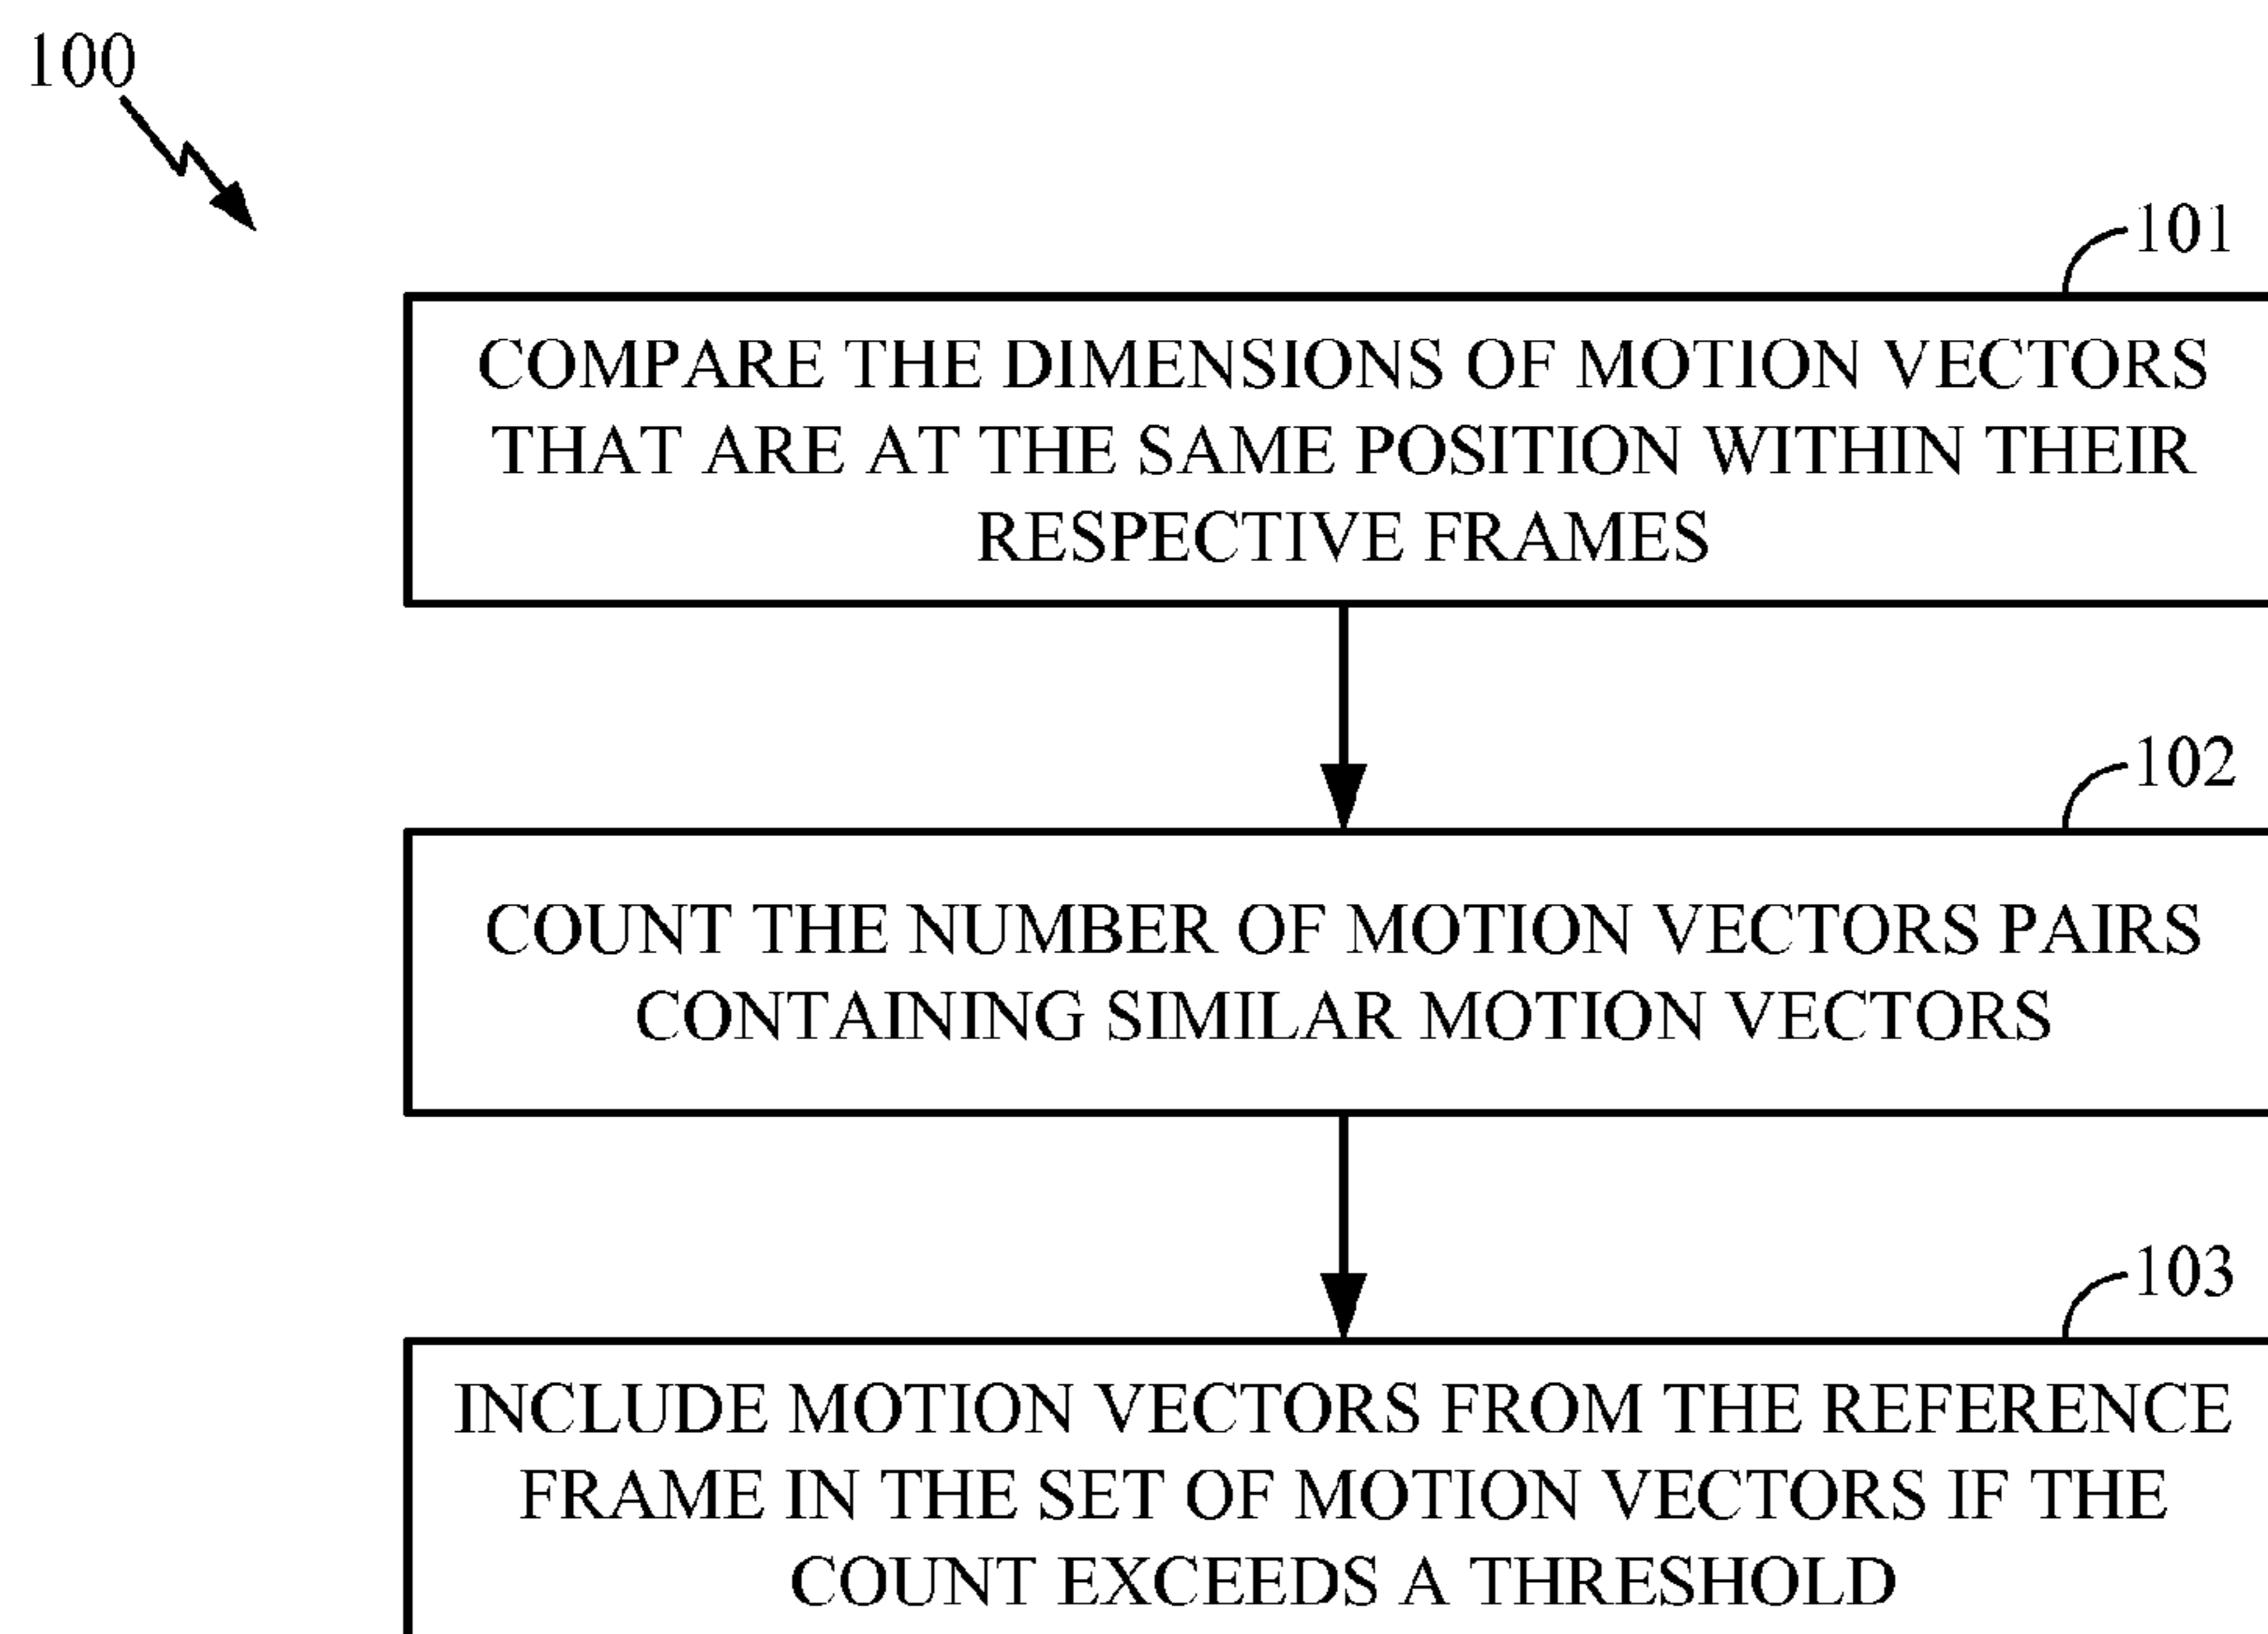 100
101
COMPARE THE DIMENSIONS OF MOTION VECTORS
THAT ARE AT THE SAME POSITION WITHIN THEIR
RESPECTIVE FRAMES
102
COUNT THE NUMBER OF MOTION VECTORS PAIRS
CONTAINING SIMILAR MOTION VECTORS
103
INCLUDE MOTION VECTORS FROM THE REFERENCE
FRAME IN THE SET OF MOTION VECTORS IF THE
COUNT EXCEEDS A THRESHOLD